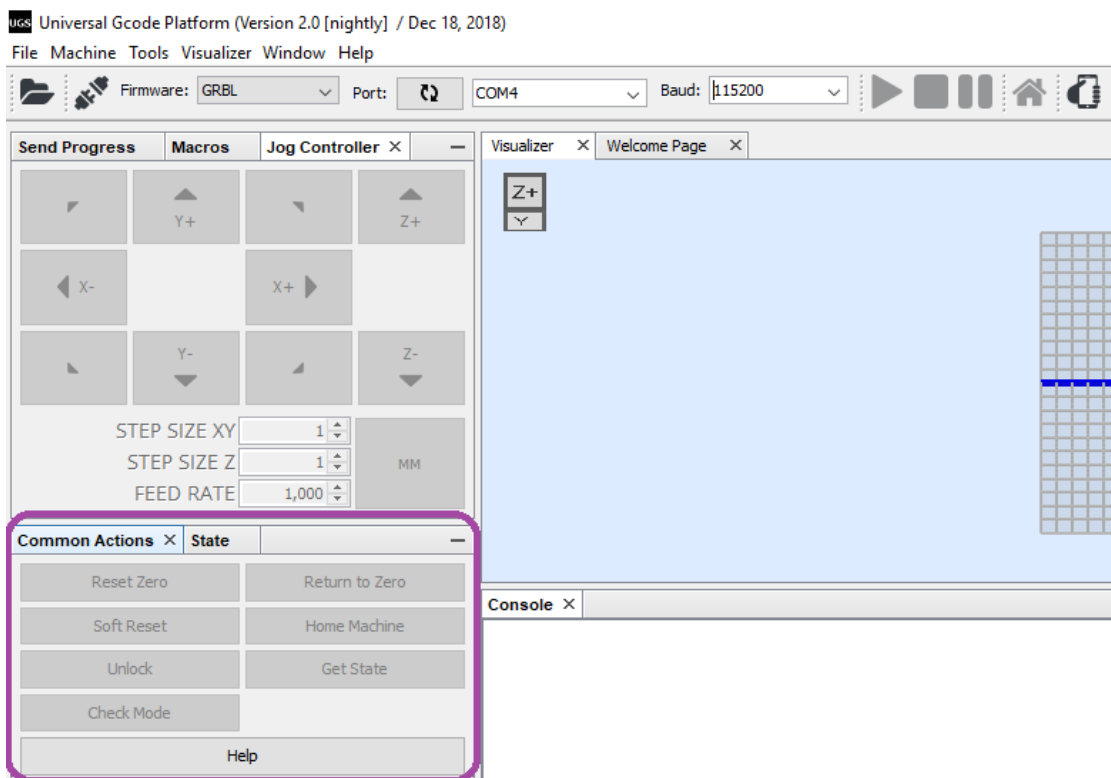 UGS Universal Gcode Platform (Version 2.0 [nightly] / Dec 18, 2018)
File Machine Tools Visualizer Window Help
Firmware: GRBL Port: COM4 Baud: 115200
Send Progress Macros Jog Controller
Visualizer Welcome Page
Z+
Y
Y+ Z+
X- X+
Y- Z-
STEP SIZE XY 1
STEP SIZE Z 1
MM
FEED RATE 1,000
Common Actions State
Reset Zero Return to Zero
Soft Reset Home Machine
Unlock Get State
Check Mode
Help
Console